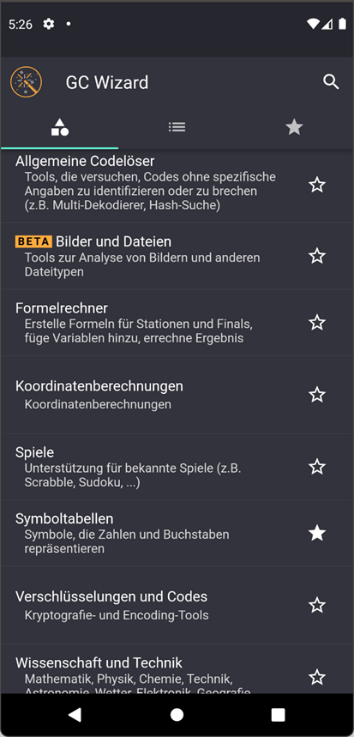 5:26
GC Wizard
Allgemeine Codelöser
Tools, die versuchen, Codes ohne spezifische
Angaben zu identifizieren oder zu brechen
(z.B. Multi-Dekodierer, Hash-Suche)
BETA Bilder und Dateien
Tools zur Analyse von Bildern und anderen
Dateitypen
Formelrechner
Erstelle Formeln für Stationen und Finals,
füge Variablen hinzu, errechne Ergebnis
Koordinatenberechnungen
Koordinatenberechnungen
Spiele
Unterstützung für bekannte Spiele (z.B.
Scrabble, Sudoku, ...)
Symboltabellen
Symbole, die Zahlen und Buchstaben
repräsentieren
Verschlüsselungen und Codes
Kryptografie- und Encoding-Tools
Wissenschaft und Technik
Mathematik, Physik, Chemie, Technik,
Astronomie, Wetter, Elektronik, Geografie